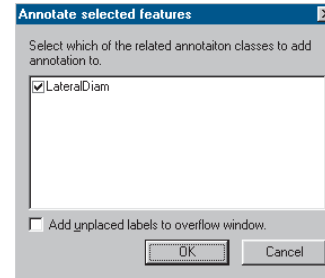 Annotate selected features
Select which of the related annotaiton classes to add
annotation to.
LateralDiam
Add unplaced labels to overflow window.
OK Cancel